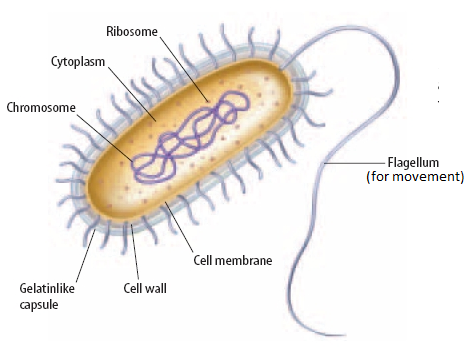 Ribosome
Cytoplasm
Chromosome
Flagellum
(for movement)
Cell membrane
Gelatinlike
capsule
Cell wall